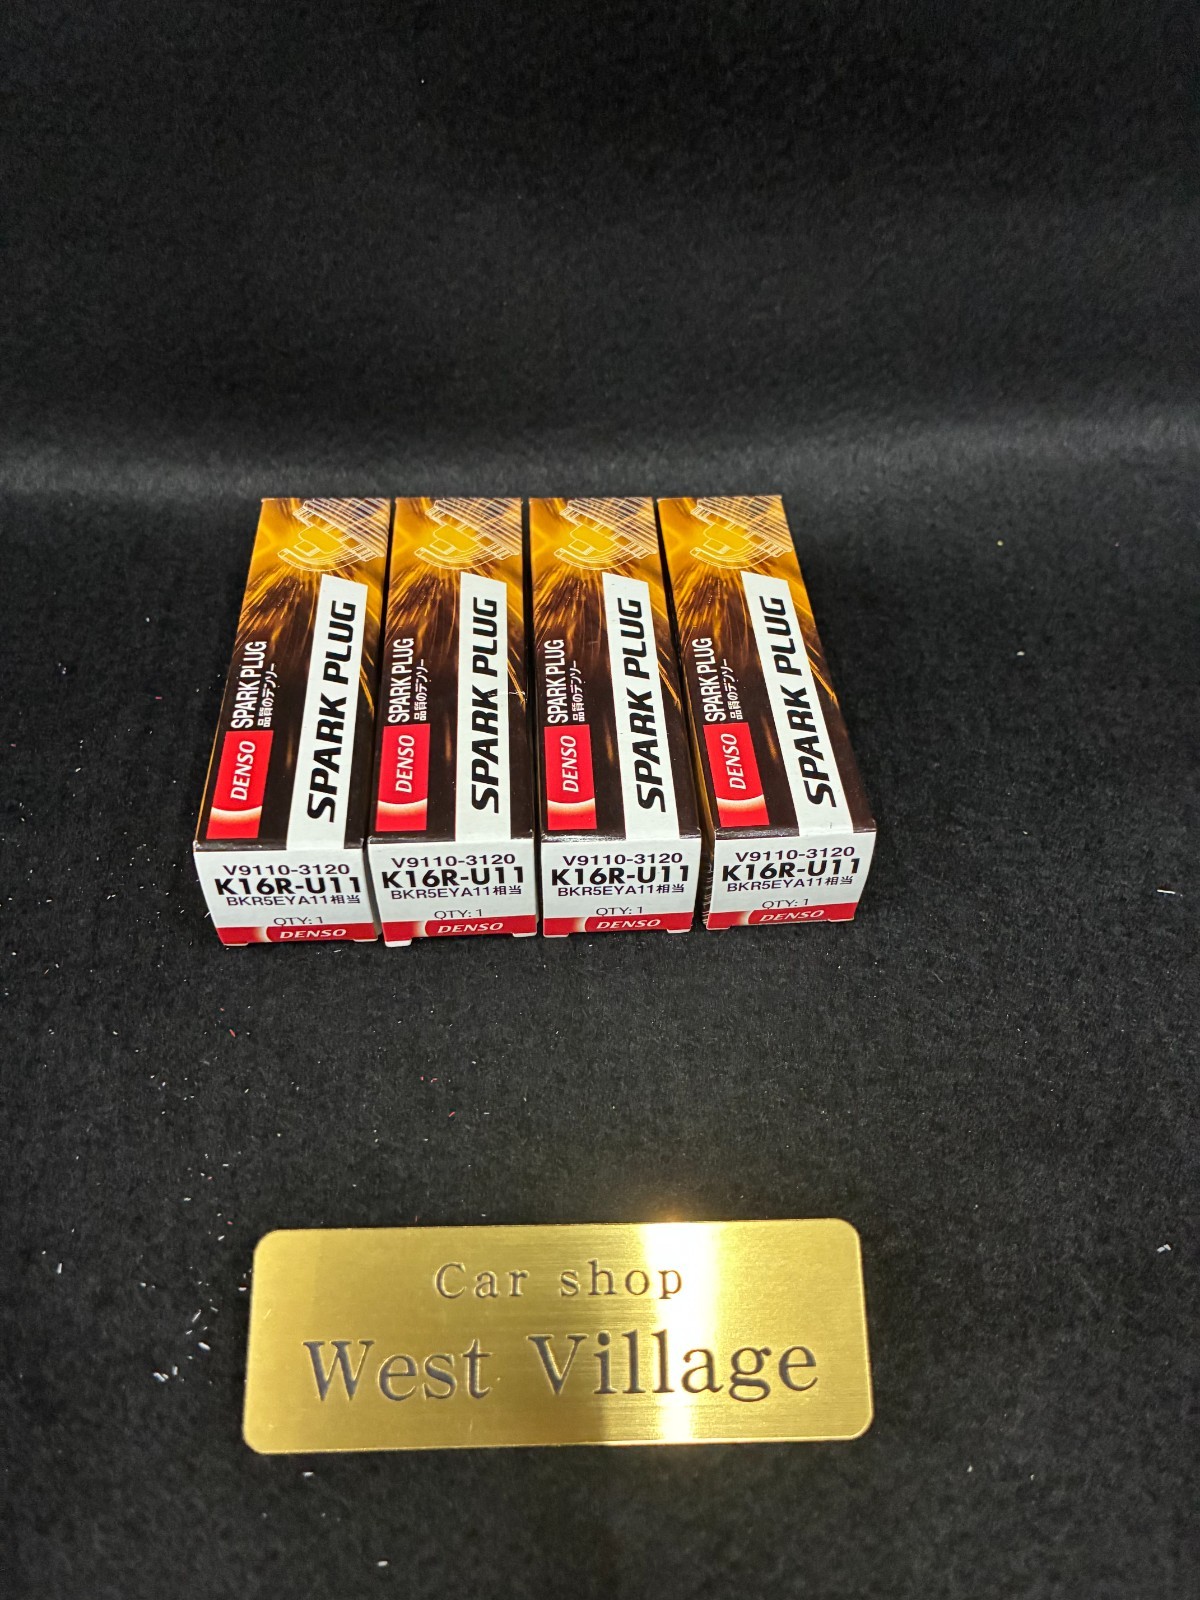 SPARK PLUG
DENSO SPARK PLUG
品質のデンソー
V9110-3120
K16R-U11
BKR5EYA11相当
QTY: 1
DENSO
SPARK PLUG
DENSO SPARK PLUG
品質のデンソー
V9110-3120
K16R-U11
BKR5EYA11相当
QTY: 1
DENSO
SPARK PLUG
DENSO SPARK PLUG
品質のデンソー
V9110-3120
K16R-U11
BKR5EYA11相当
QTY: 1
DENSO
SPARK PLUG
DENSO SPARK PLUG
品質のデンソー
V9110-3120
K16R-U11
BKR5EYA11相当
QTY: 1
DENSO
Car shop
West Village